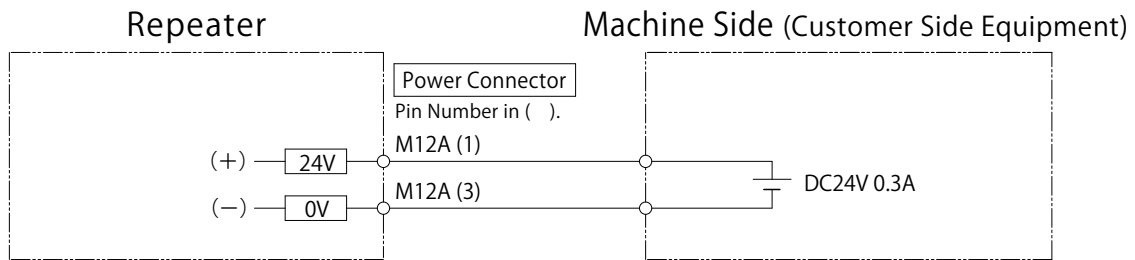 Repeater
Machine Side (Customer Side Equipment)
Power Connector
Pin Number in (   ).
(+) 24V M12A (1)
(−) 0V M12A (3)
DC24V 0.3A